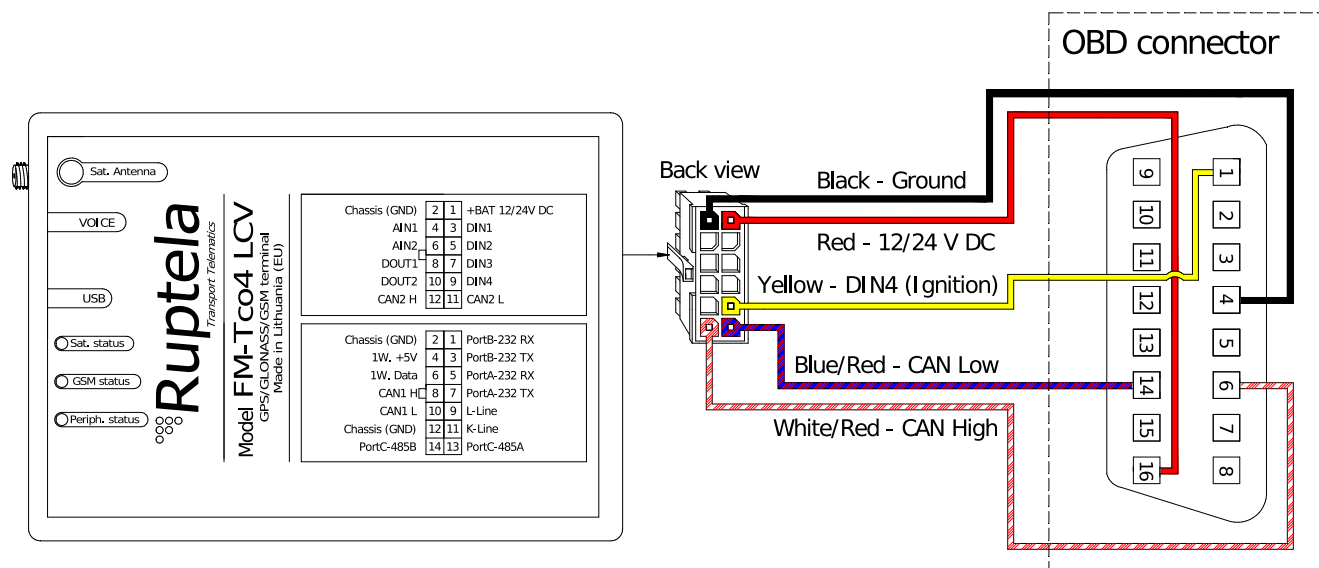 OBD connector
Sat. Antenna
VOICE
USB
Sat. status
GSM status
Periph. status
Ruptela
Transport Telematics
Model FM-Tco4 LCV
GPS/GLONASS/GSM terminal
Made in Lithuania (EU)
Chassis (GND) 2 1 +BAT 12/24V DC
AIN1 4 3 DIN1
AIN2 6 5 DIN2
DOUT1 8 7 DIN3
DOUT2 10 9 DIN4
CAN2 H 12 11 CAN2 L
Chassis (GND) 2 1 PortB-232 RX
1W. +5V 4 3 PortB-232 TX
1W. Data 6 5 PortA-232 RX
CAN1 H 8 7 PortA-232 TX
CAN1 L 10 9 L-Line
Chassis (GND) 12 11 K-Line
PortC-485B 14 13 PortC-485A
Back view
Black - Ground
Red - 12/24 V DC
Yellow - DIN4 (Ignition)
Blue/Red - CAN Low
White/Red - CAN High
9 1
10 2
11 3
12 4
13 5
14 6
15 7
16 8